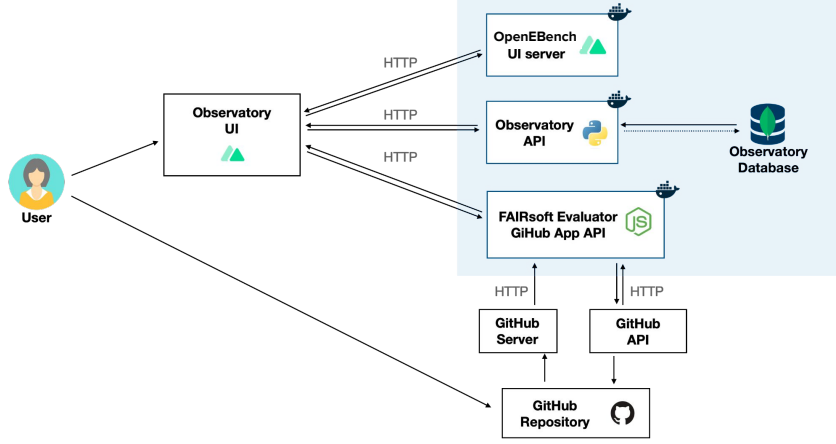 OpenEBench
UI server
HTTP
Observatory
UI
HTTP
Observatory
API
Observatory
Database
HTTP
User
FAIRsoft Evaluator
GiHub App API
JS
HTTP
HTTP
GitHub
Server
GitHub
API
GitHub
Repository